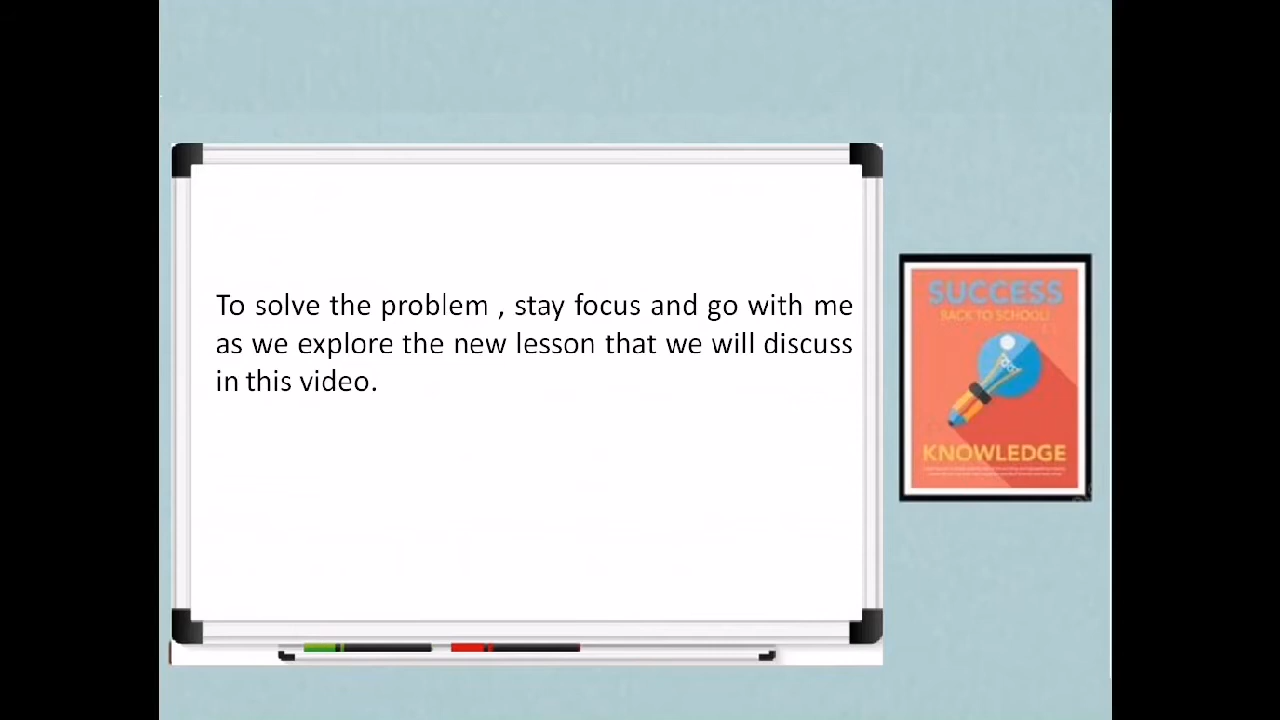 To solve the problem , stay focus and go with me
as we explore the new lesson that we will discuss
in this video.
SUCCESS
BACK TO SCHOOL!
KNOWLEDGE